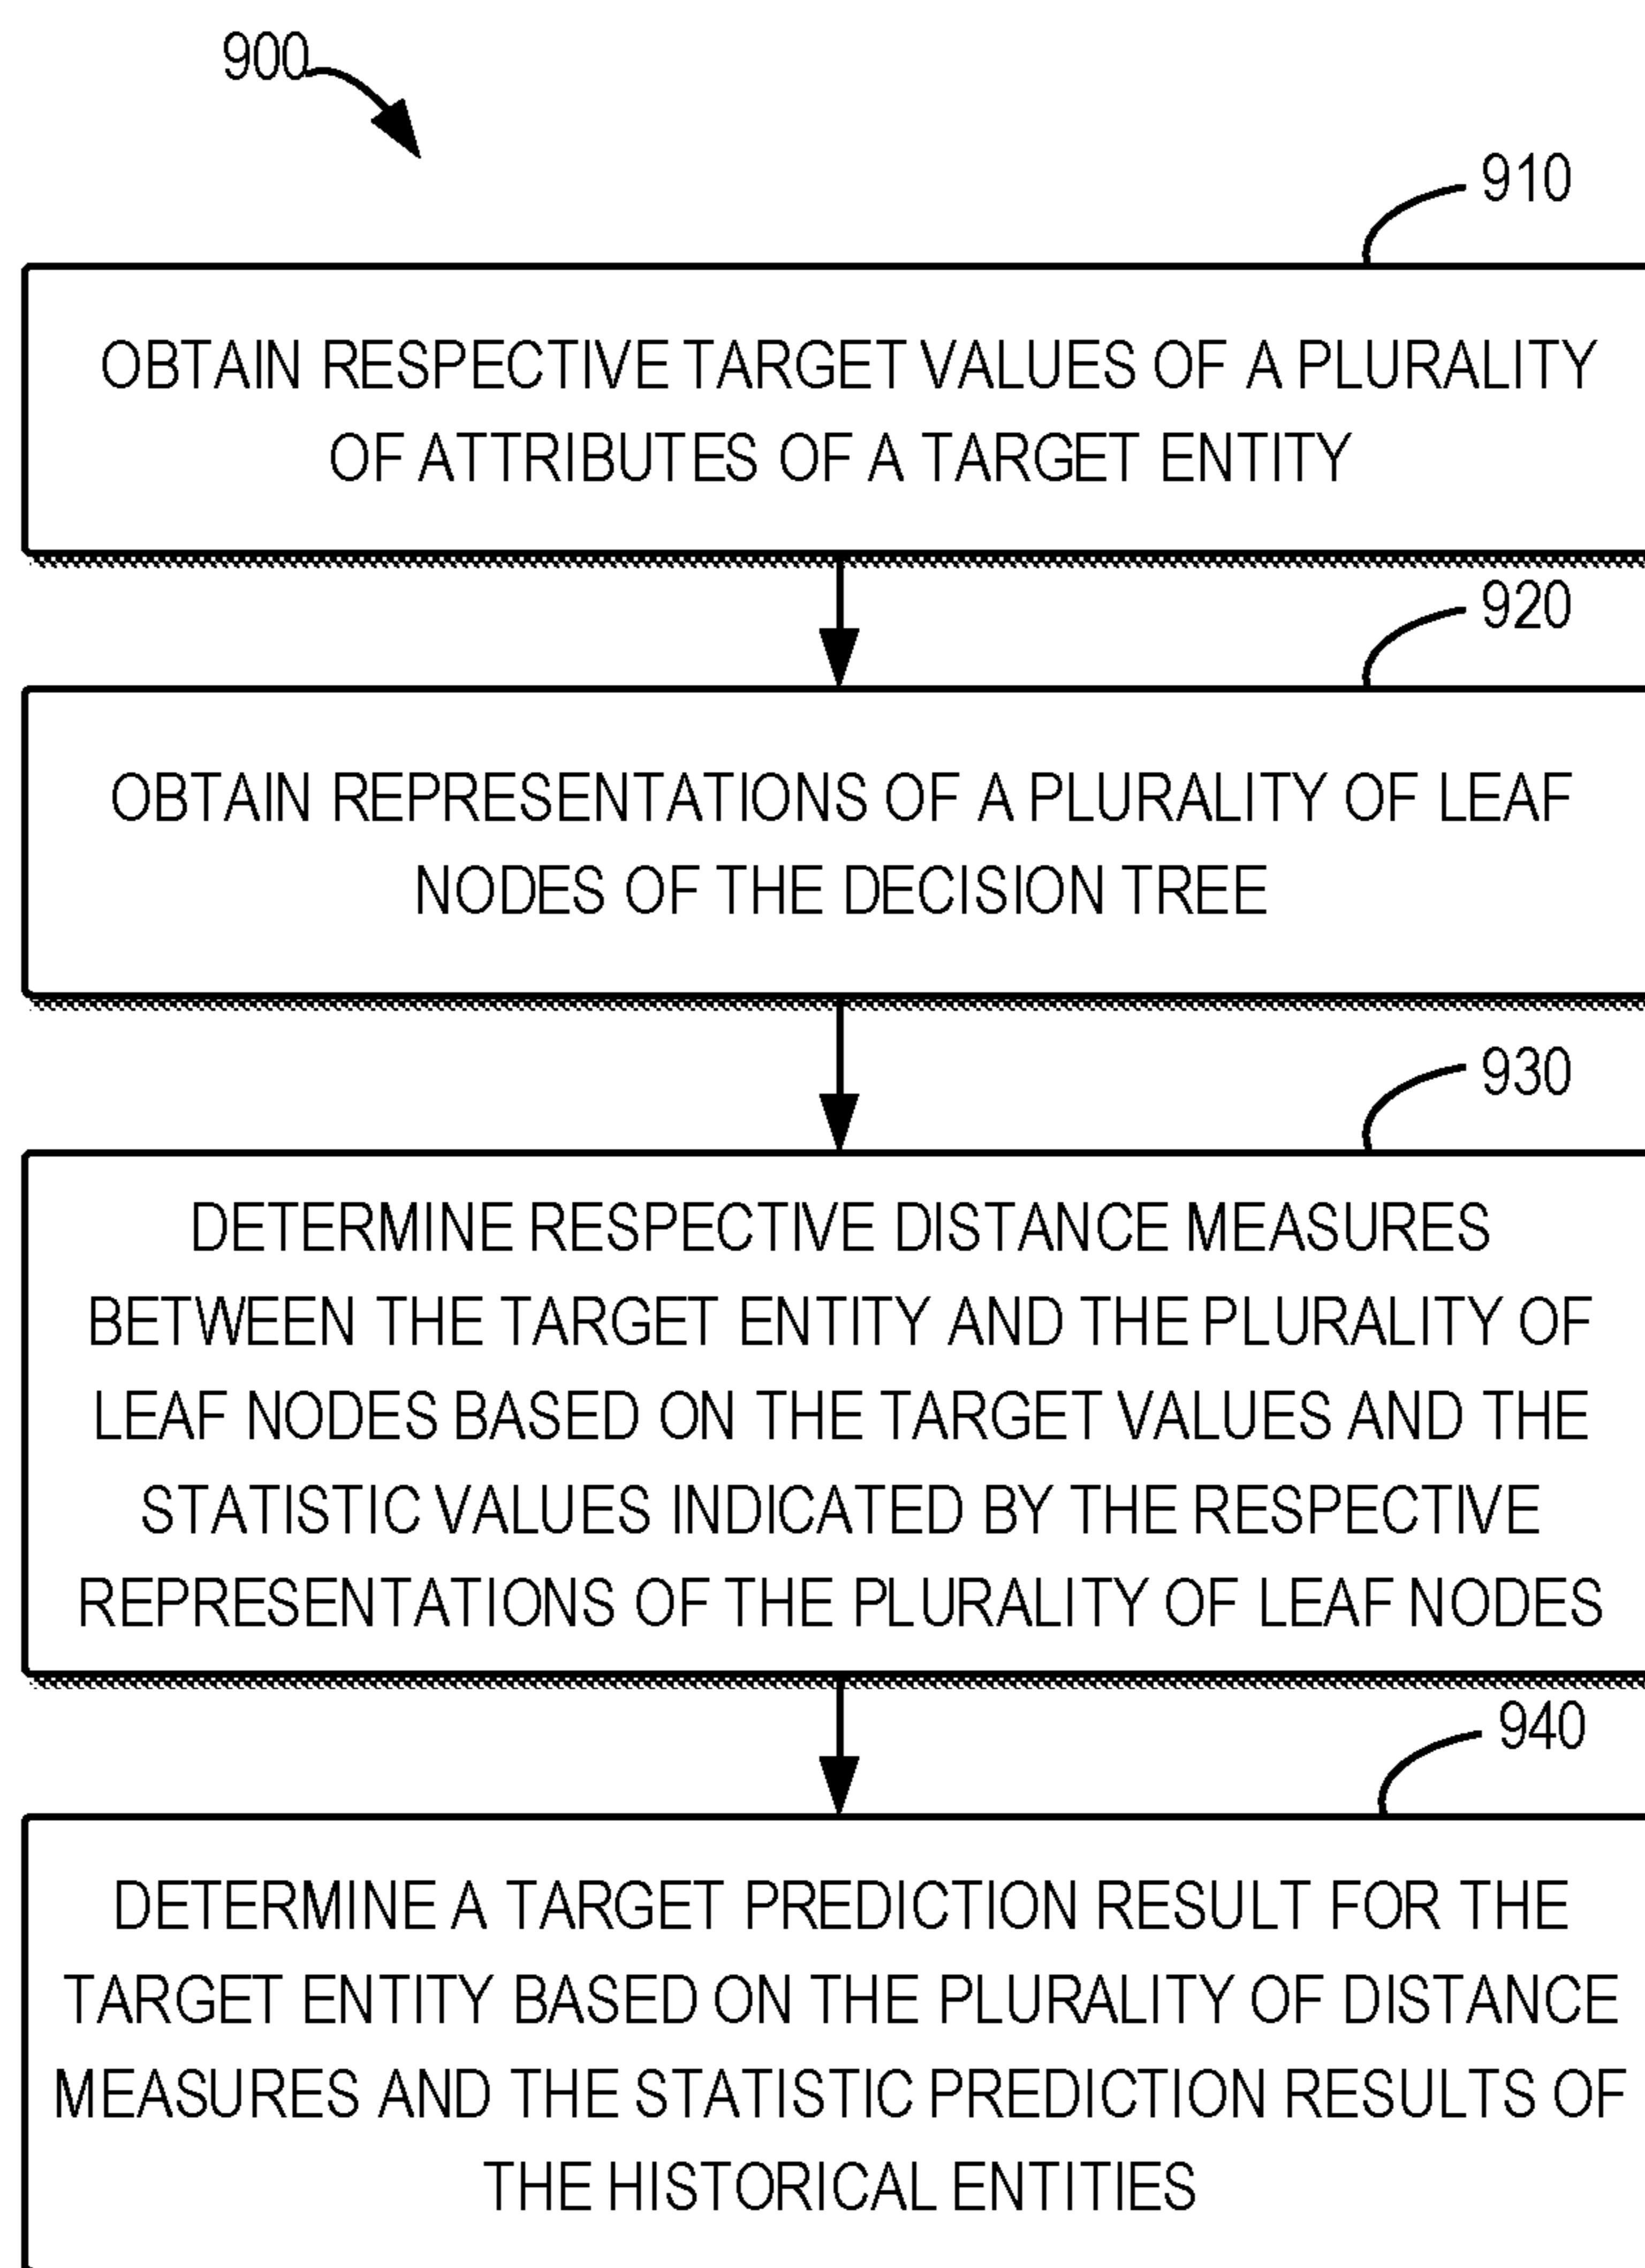 900
910
OBTAIN RESPECTIVE TARGET VALUES OF A PLURALITY
OF ATTRIBUTES OF A TARGET ENTITY
920
OBTAIN REPRESENTATIONS OF A PLURALITY OF LEAF
NODES OF THE DECISION TREE
930
DETERMINE RESPECTIVE DISTANCE MEASURES
BETWEEN THE TARGET ENTITY AND THE PLURALITY OF
LEAF NODES BASED ON THE TARGET VALUES AND THE
STATISTIC VALUES INDICATED BY THE RESPECTIVE
REPRESENTATIONS OF THE PLURALITY OF LEAF NODES
940
DETERMINE A TARGET PREDICTION RESULT FOR THE
TARGET ENTITY BASED ON THE PLURALITY OF DISTANCE
MEASURES AND THE STATISTIC PREDICTION RESULTS OF
THE HISTORICAL ENTITIES